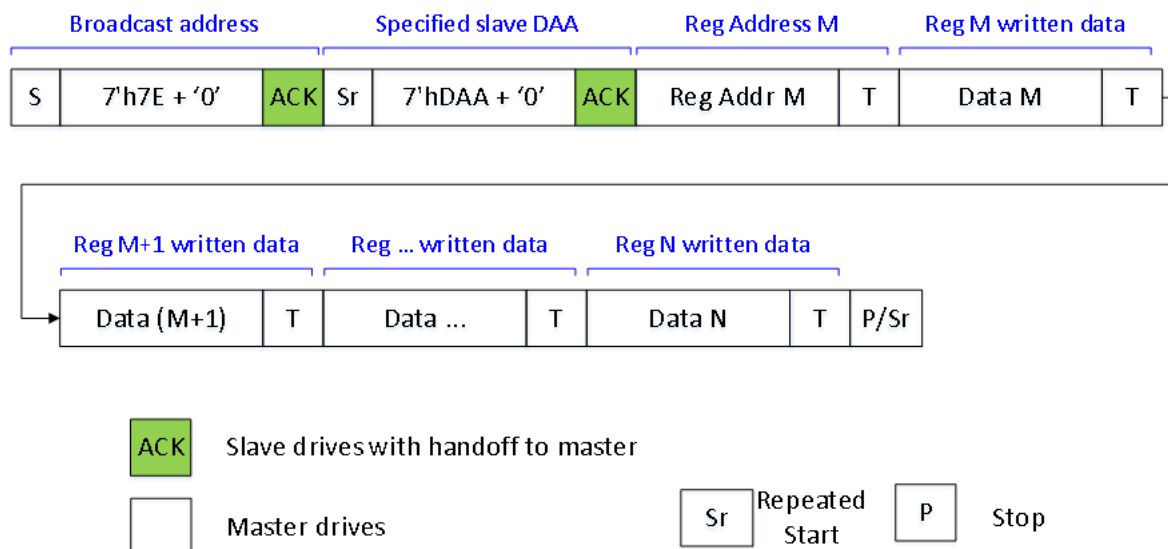 Broadcast address Specified slave DAA Reg Address M Reg M written data
S 7'h7E + ‘0’ ACK Sr 7'hDAA + ‘0’ ACK Reg Addr M T Data M T
Reg M+1 written data Reg ... written data Reg N written data
Data (M+1) T Data ... T Data N T P/Sr
ACK Slave drives with handoff to master
Master drives
Sr Repeated Start
P Stop